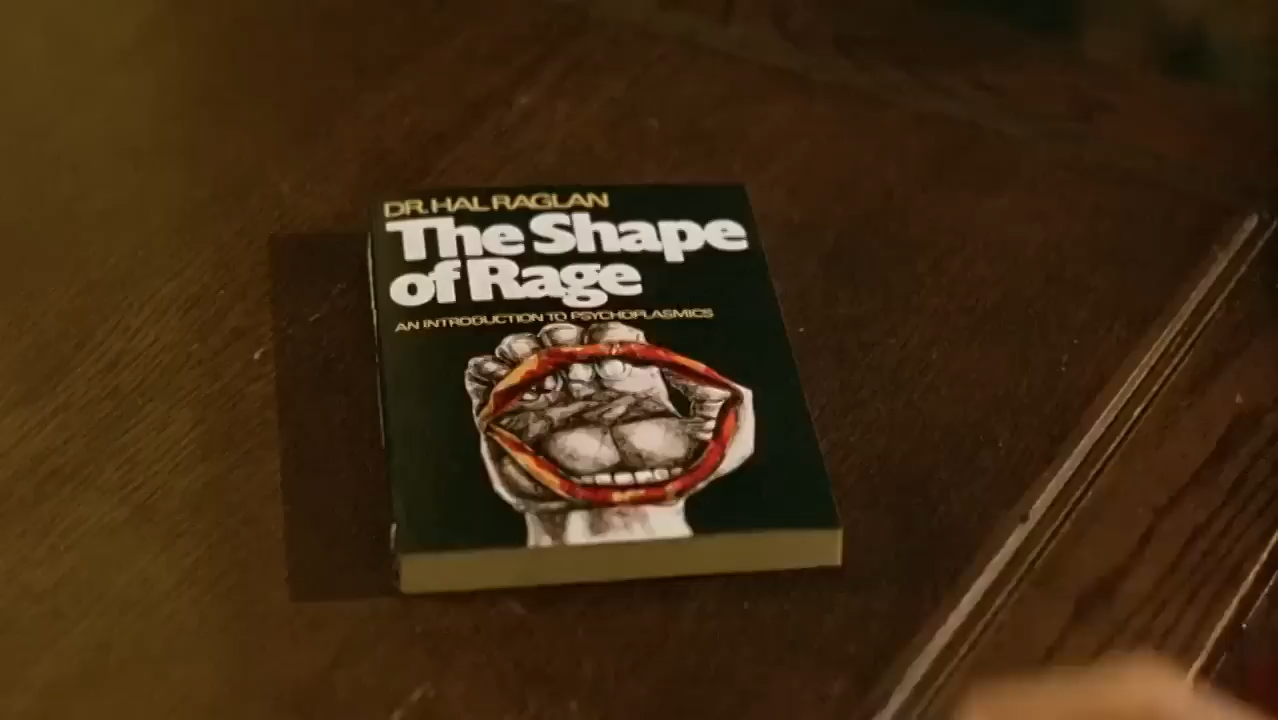 DR. HAL RAGLAN
The Shape
of Rage
AN INTRODUCTION TO PSYCHOPLASMICS